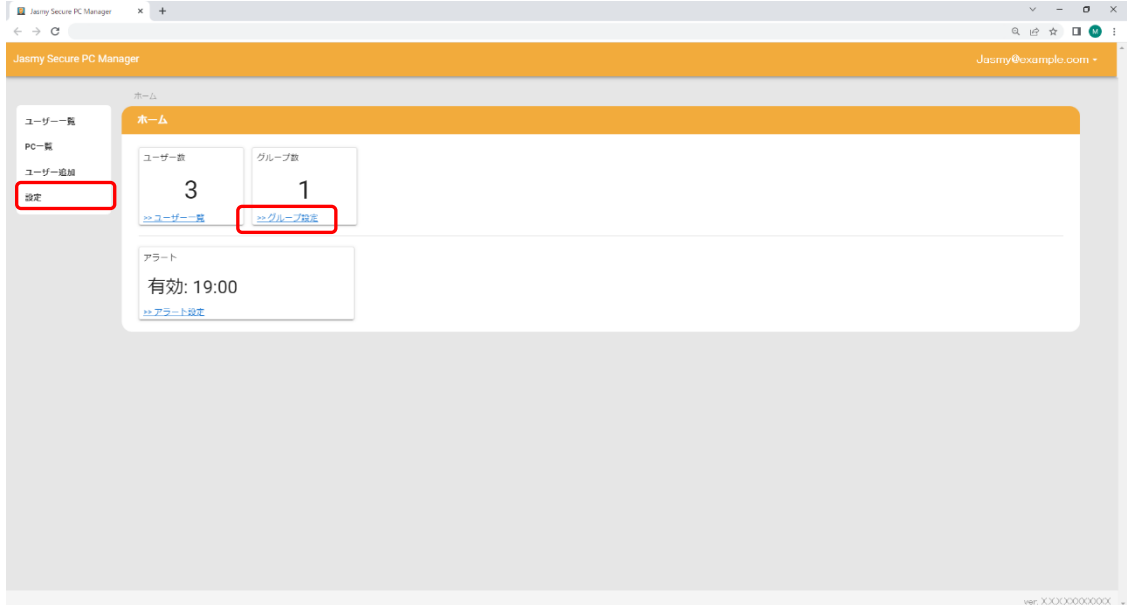 Jasmy Secure PC Manager
M
Jasmy Secure PC Manager
Jasmy@example.com
ホーム
ユーザー一覧
PC一覧
ユーザー追加
設定
ホーム
ユーザー数
3
>> ユーザー一覧
グループ数
1
>> グループ設定
アラート
有効: 19:00
>> アラート設定